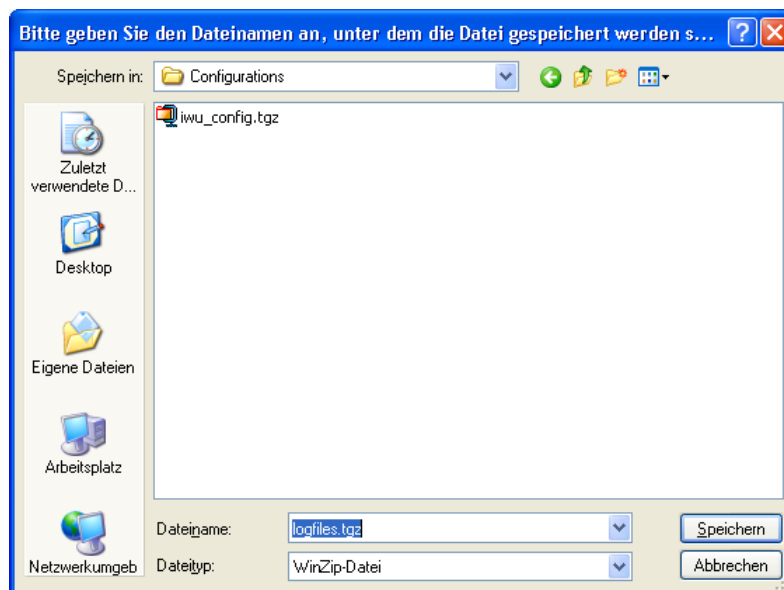 Bitte geben Sie den Dateinamen an, unter dem die Datei gespeichert werden s...
Speichern in:
Configurations
iwu_config.tgz
Zuletzt
verwendete D...
Desktop
Eigene Dateien
Arbeitsplatz
Netzwerkumgeb
Dateiname:
logfiles.tgz
Speichern
Dateityp:
WinZip-Datei
Abbrechen